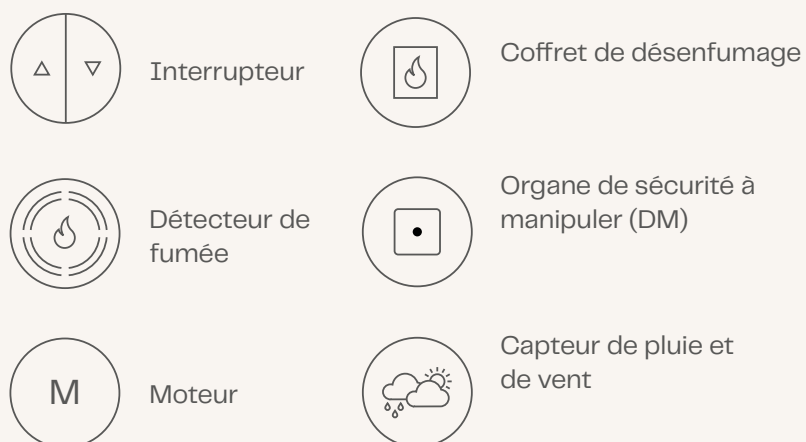 Interrupteur
Coffret de désenfumage
Détecteur de
fumée
Organe de sécurité à
manipuler (DM)
M
Moteur
Capteur de pluie et
de vent